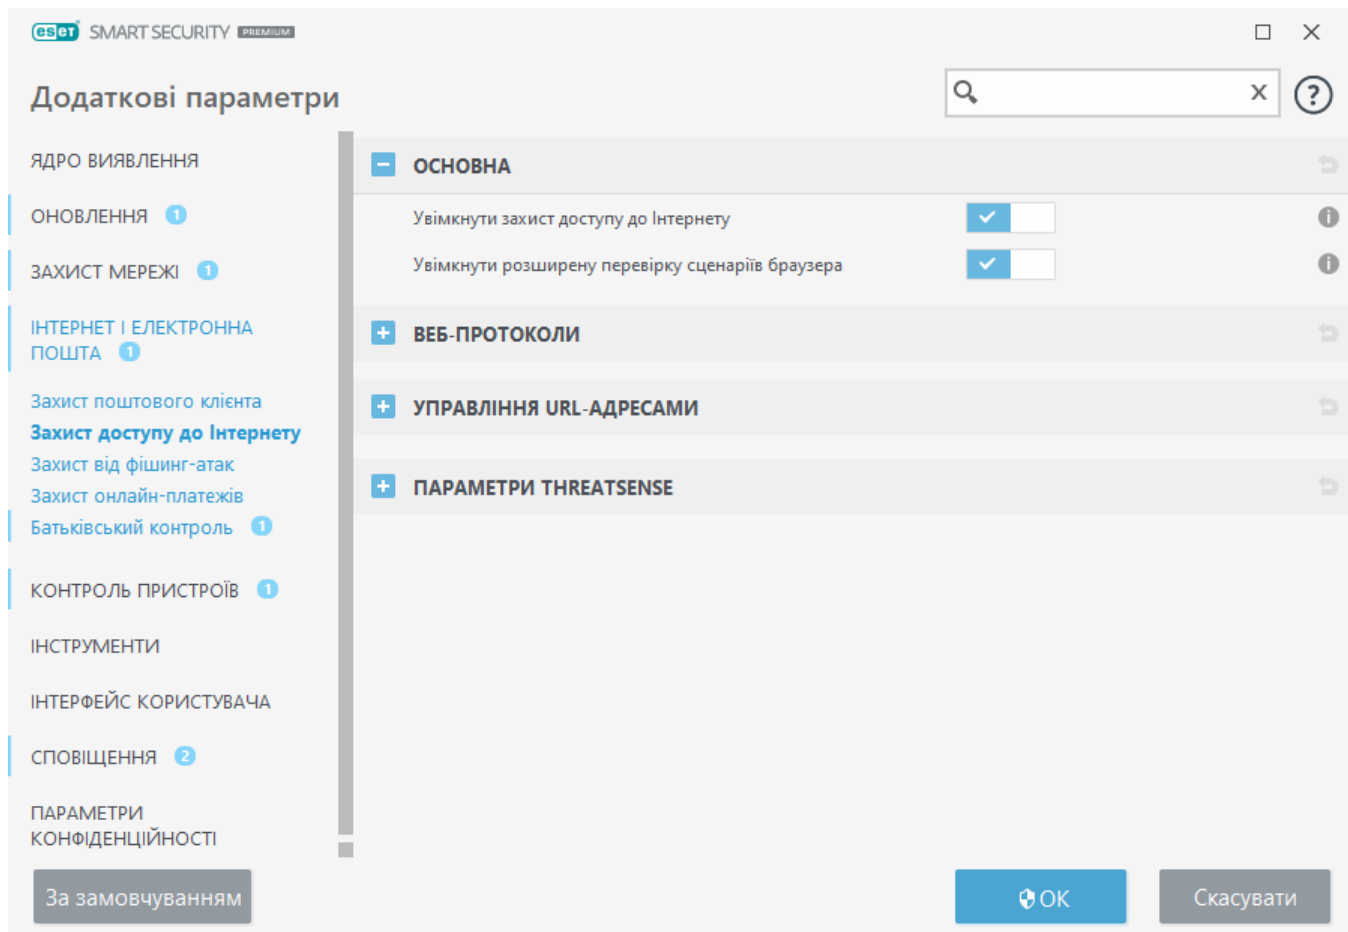 eset SMART SECURITY PREMIUM
Додаткові параметри
x
?
ЯДРО ВИЯВЛЕННЯ
ОНОВЛЕННЯ 1
ЗАХИСТ МЕРЕЖІ 1
ІНТЕРНЕТ І ЕЛЕКТРОННА
ПОШТА 1
Захист поштового клієнта
Захист доступу до Інтернету
Захист від фішинг-атак
Захист онлайн-платежів
Батьківський контроль 1
КОНТРОЛЬ ПРИСТРОЇВ 1
ІНСТРУМЕНТИ
ІНТЕРФЕЙС КОРИСТУВАЧА
СПОВІЩЕННЯ 2
ПАРАМЕТРИ
КОНФІДЕНЦІЙНОСТІ
ОСНОВНА
Увімкнути захист доступу до Інтернету
Увімкнути розширену перевірку сценаріїв браузера
ВЕБ-ПРОТОКОЛИ
УПРАВЛІННЯ URL-АДРЕСАМИ
ПАРАМЕТРИ THREATSENSE
За замовчуванням
ОК
Скасувати